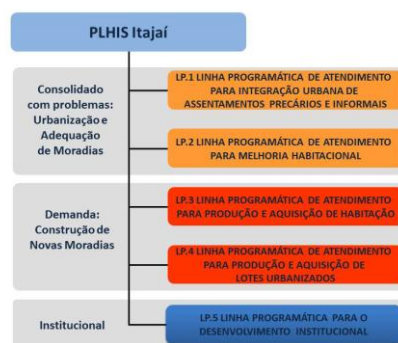 PLHIS Itajaí
Consolidado
com problemas:
Urbanização e
Adequação
de Moradias
LP.1 LINHA PROGRAMÁTICA DE ATENDIMENTO
PARA INTEGRAÇÃO URBANA DE
ASSENTAMENTOS PRECÁRIOS E INFORMAIS
LP.2 LINHA PROGRAMÁTICA DE ATENDIMENTO
PARA MELHORIA HABITACIONAL
Demanda:
Construção de
Novas Moradias
LP.3 LINHA PROGRAMÁTICA DE ATENDIMENTO
PARA PRODUÇÃO E AQUISIÇÃO DE HABITAÇÃO
LP.4 LINHA PROGRAMÁTICA DE ATENDIMENTO
PARA PRODUÇÃO E AQUISIÇÃO DE
LOTES URBANIZADOS
Institucional
LP.5 LINHA PROGRAMÁTICA PARA O
DESENVOLVIMENTO INSTITUCIONAL